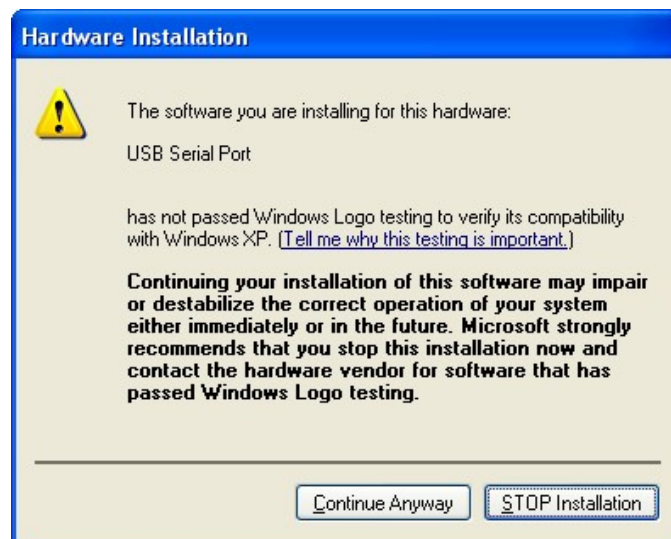 Hardware Installation
The software you are installing for this hardware:
USB Serial Port
has not passed Windows Logo testing to verify its compatibility
with Windows XP. (Tell me why this testing is important.)
Continuing your installation of this software may impair
or destabilize the correct operation of your system
either immediately or in the future. Microsoft strongly
recommends that you stop this installation now and
contact the hardware vendor for software that has
passed Windows Logo testing.
Continue Anyway
STOP Installation